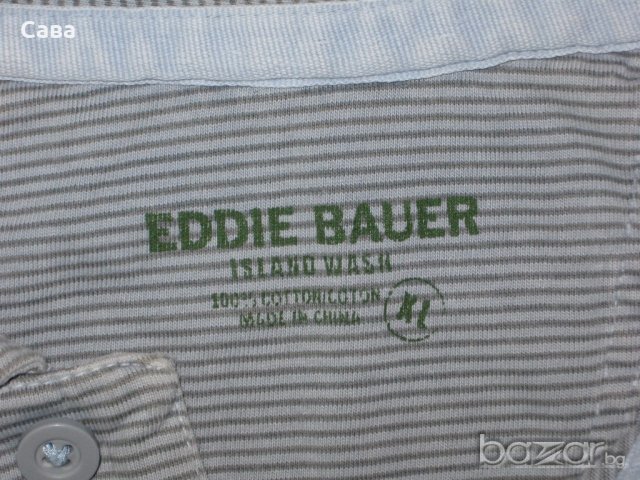 Сава
EDDIE BAUER
ISLAND WASH
100% COTTON/COTON
MADE IN CHINA
XL
bazar.bg